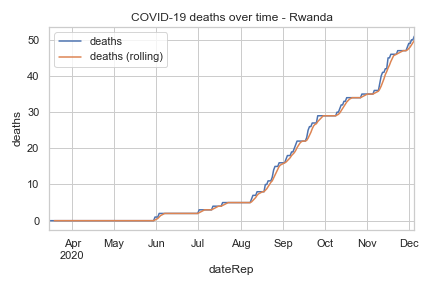 COVID-19 deaths over time - Rwanda
deaths
deaths (rolling)
50
40
30
20
10
0
deaths
Apr May Jun Jul Aug Sep Oct Nov Dec
2020
dateRep